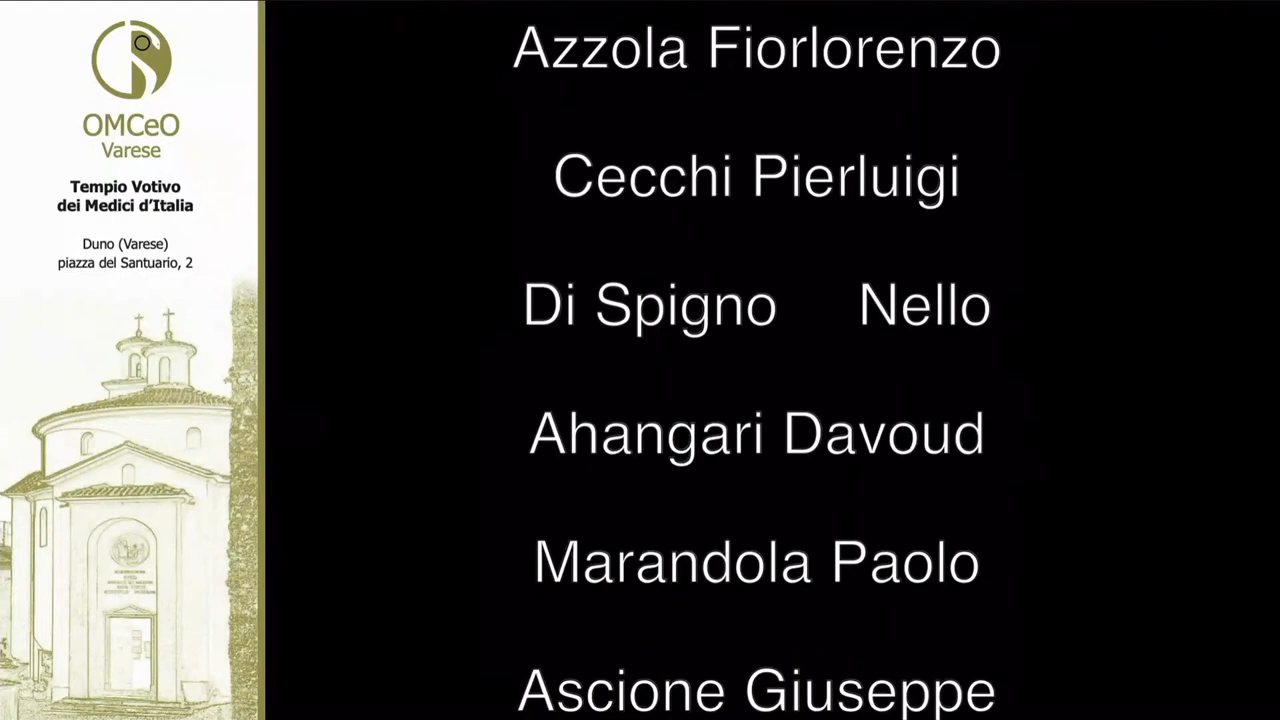 OMCeO
Varese
Tempio Votivo
dei Medici d'Italia
Duno (Varese)
piazza del Santuario, 2
Azzola Fiorlorenzo
Cecchi Pierluigi
Di Spigno Nello
Ahangari Davoud
Marandola Paolo
Ascione Giuseppe